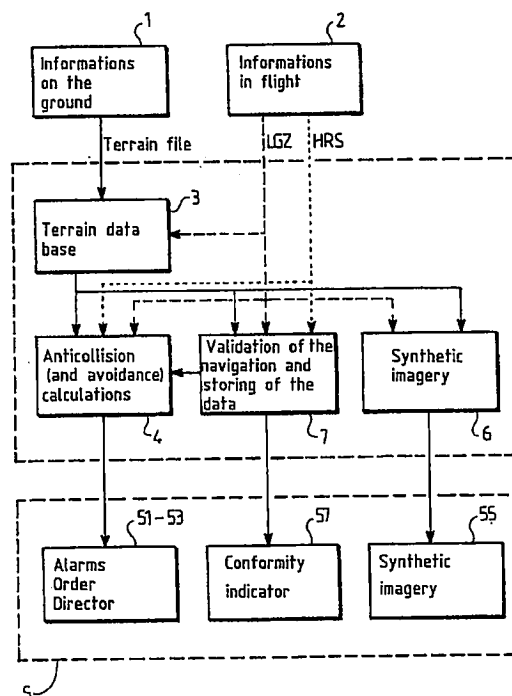 1
2
Informations
on the
ground
Informations
in flight
Terrain file
LGZ
HRS
3
Terrain data
base
Anticollision
(and avoidance)
calculations
Validation of the
navigation and
storing of the
data
Synthetic
imagery
4
7
6
51-53
57
55
Alarms
Order
Director
Conformity
indicator
Synthetic
imagery
5